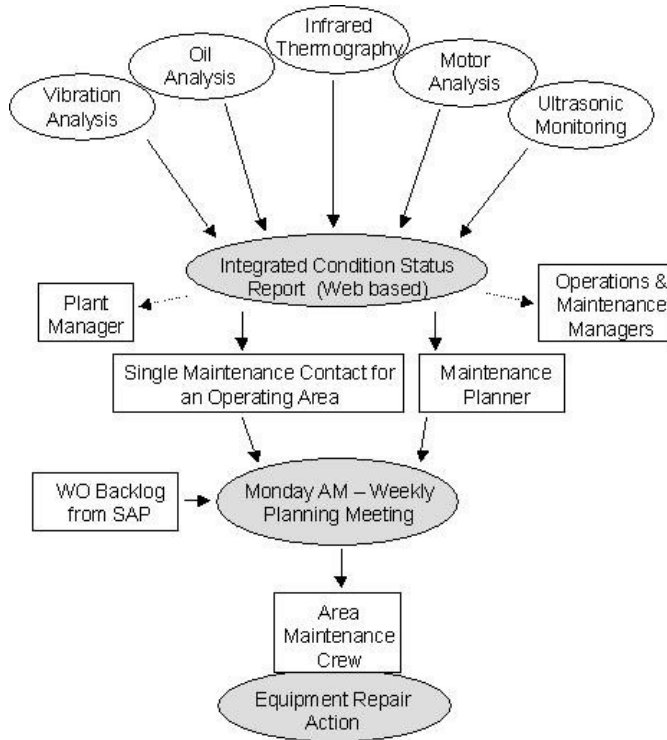 Infrared
Thermography
Oil
Analysis
Motor
Analysis
Vibration
Analysis
Ultrasonic
Monitoring
Integrated Condition Status
Report (Web based)
Plant
Manager
Operations &
Maintenance
Managers
Single Maintenance Contact for
an Operating Area
Maintenance
Planner
WO Backlog
from SAP
Monday AM – Weekly
Planning Meeting
Area
Maintenance
Crew
Equipment Repair
Action